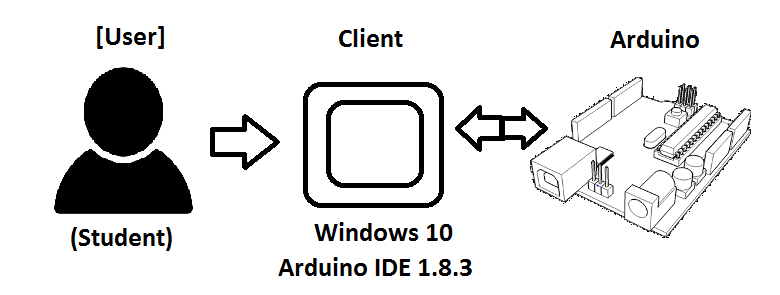 [User]
Client
Arduino
(Student)
Windows 10
Arduino IDE 1.8.3